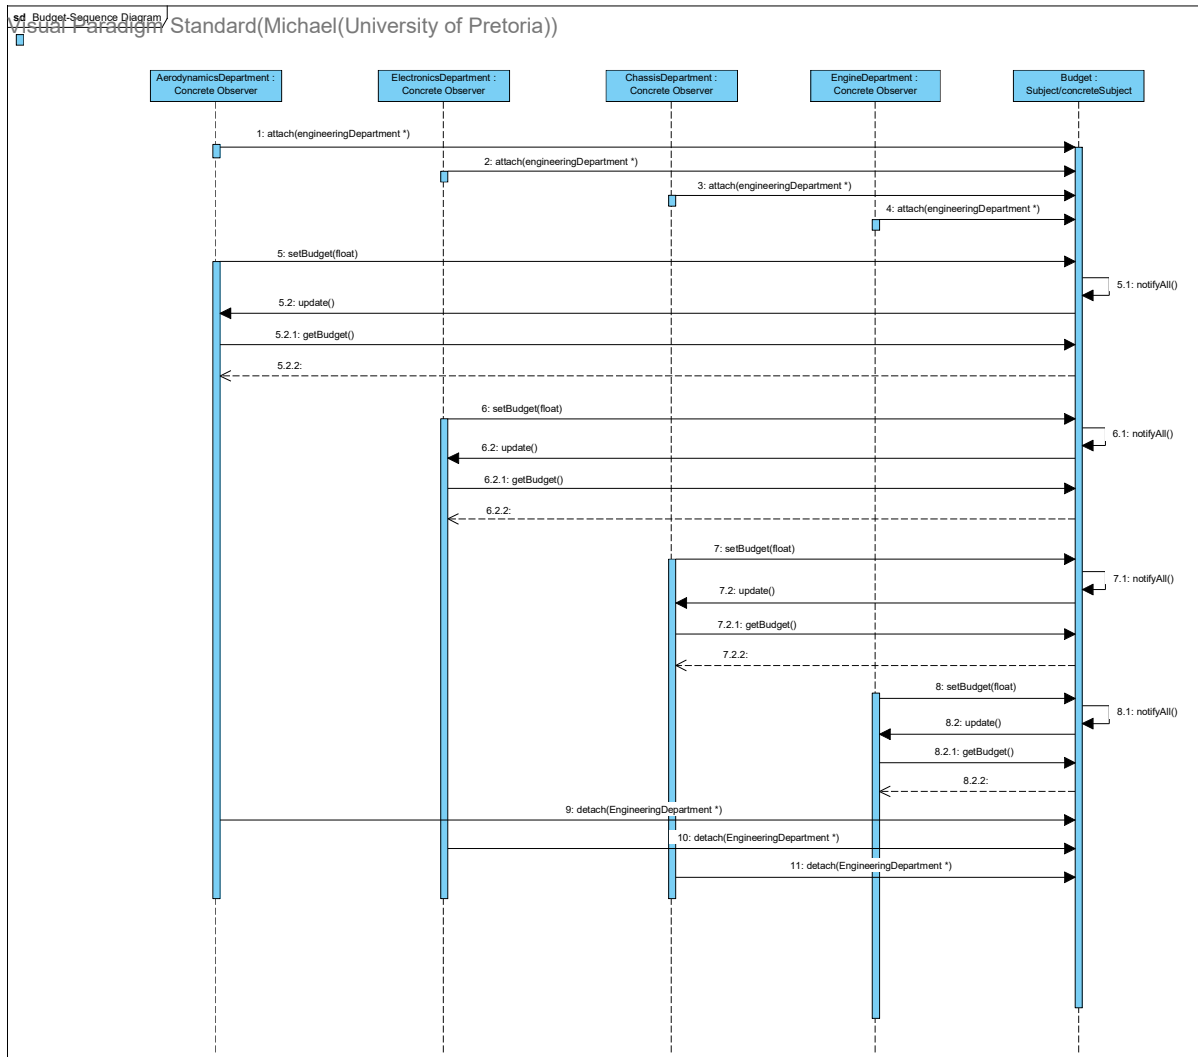 sd Budget-Sequence Diagram
Visual Paradigm Standard(Michael(University of Pretoria))
AerodynamicsDepartment :
Concrete Observer
ElectronicsDepartment :
Concrete Observer
ChassisDepartment :
Concrete Observer
EngineDepartment :
Concrete Observer
Budget :
Subject/concreteSubject
1: attach(engineeringDepartment *)
2: attach(engineeringDepartment *)
3: attach(engineeringDepartment *)
4: attach(engineeringDepartment *)
5: setBudget(float)
5.1: notifyAll()
5.2: update()
5.2.1: getBudget()
5.2.2:
6: setBudget(float)
6.1: notifyAll()
6.2: update()
6.2.1: getBudget()
6.2.2:
7: setBudget(float)
7.1: notifyAll()
7.2: update()
7.2.1: getBudget()
7.2.2:
8: setBudget(float)
8.1: notifyAll()
8.2: update()
8.2.1: getBudget()
8.2.2:
9: detach(EngineeringDepartment *)
10: detach(EngineeringDepartment *)
11: detach(EngineeringDepartment *)